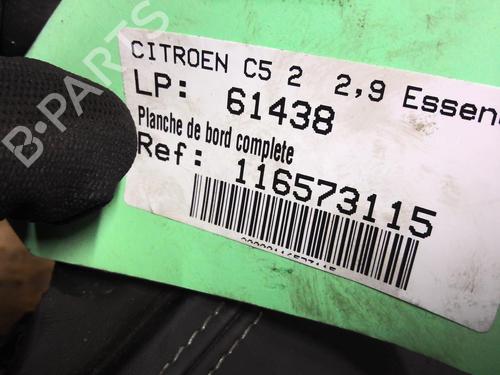 CITROEN C5 2 2,9 Essen
LP: 61438
Planche de bord complete
Ref: 116573115
B-PARTS